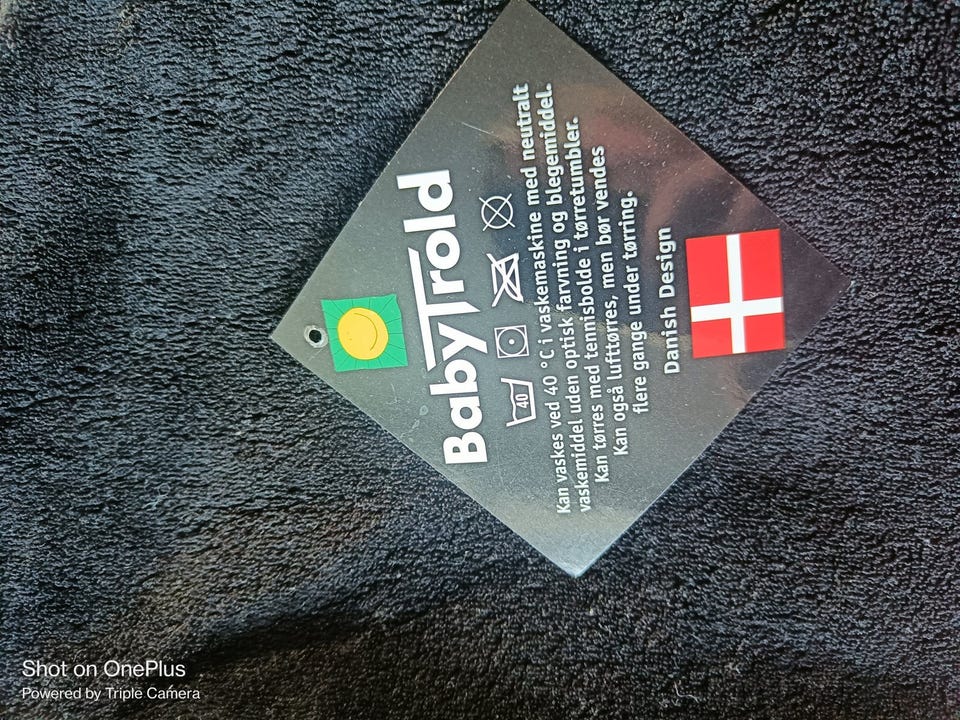 BabyTrold
40
Kan vaskes ved 40 °C i vaskemaskine med neutralt
vaskemiddel uden optisk farvning og blegemiddel.
Kan tørres med tennisbolde i tørretumbler.
Kan også lufttørres, men bør vendes
flere gange under tørring.
Danish Design
Shot on OnePlus
Powered by Triple Camera